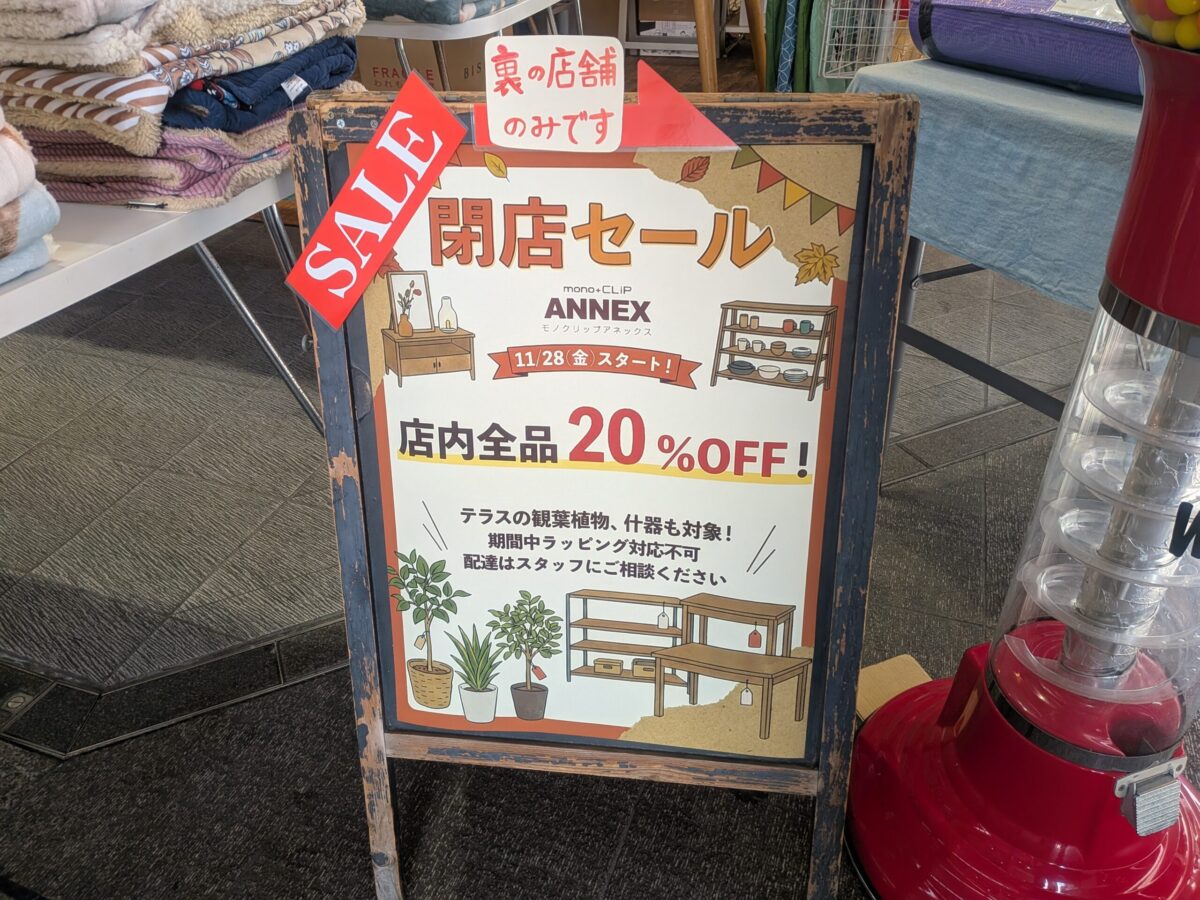 FRAGILE
裏の店舗
のみです
SALE
閉店セール
mono+CLiP
ANNEX
モノクリップアネックス
11/28(金)スタート!
店内全品20%OFF!
テラスの観葉植物、什器も対象!
期間中ラッピング対応不可
配達はスタッフにご相談ください